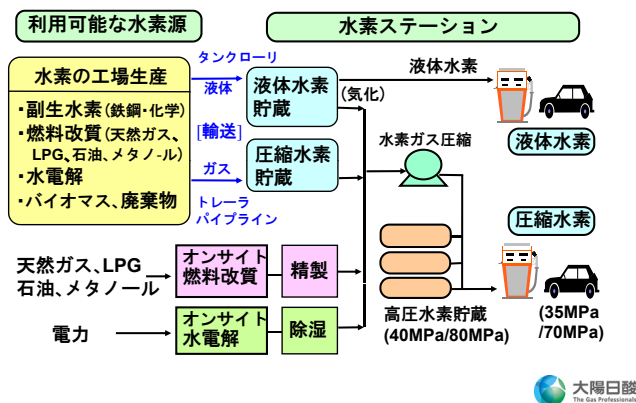 利用可能な水素源
水素ステーション
水素の工場生産
・副生水素(鉄鋼・化学)
・燃料改質(天然ガス、
LPG、石油、メタノ-ル)
・水電解
・バイオマス、廃棄物
タンクローリ
液体
[輸送]
ガス
トレーラ
パイプライン
液体水素
貯蔵
(気化)
圧縮水素
貯蔵
液体水素
液体水素
水素ガス圧縮
天然ガス、LPG
石油、メタノール
オンサイト
燃料改質
精製
電力
オンサイト
水電解
除湿
高圧水素貯蔵
(40MPa/80MPa)
圧縮水素
(35MPa
/70MPa)
大陽日酸
The Gas Professionals